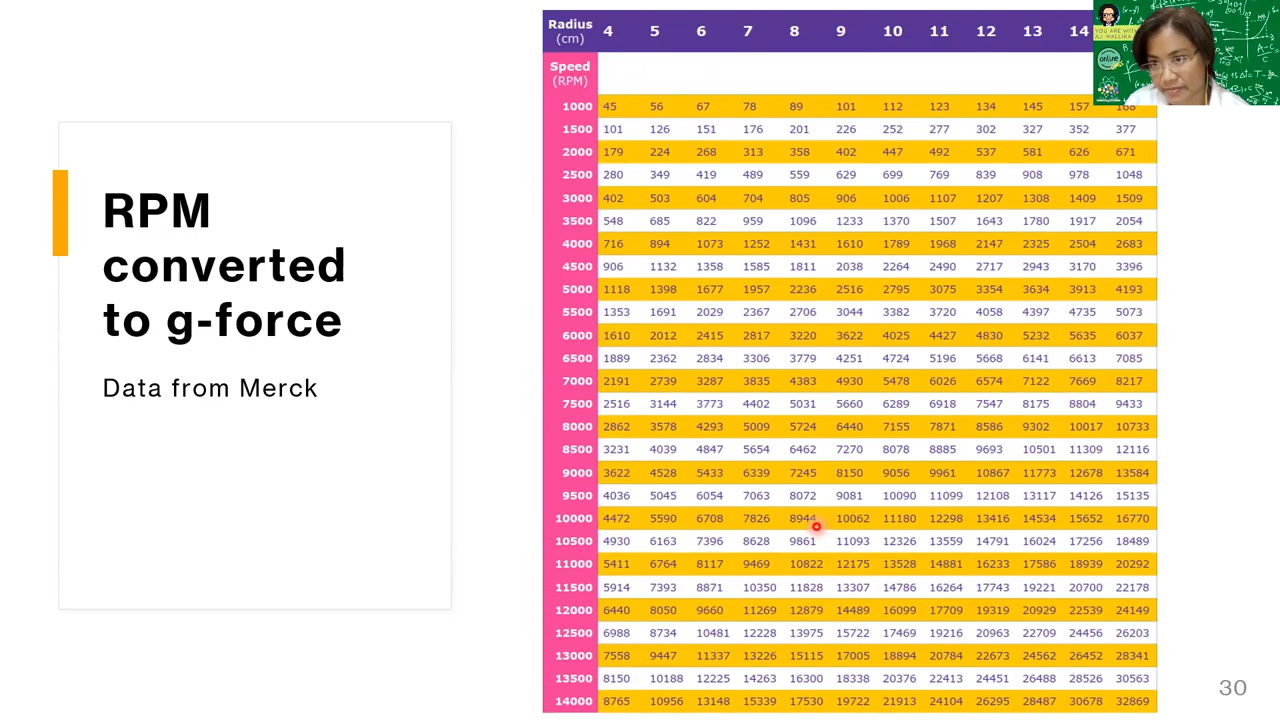 RPM
converted
to g-force
Data from Merck
Radius (cm) 4 5 6 7 8 9 10 11 12 13 14
Speed (RPM)
1000 45 56 67 78 89 101 112 123 134 145 157 168
1500 101 126 151 176 201 226 252 277 302 327 352 377
2000 179 224 268 313 358 402 447 492 537 581 626 671
2500 280 349 419 489 559 629 699 769 839 908 978 1048
3000 402 503 604 704 805 906 1006 1107 1207 1308 1409 1509
3500 548 685 822 959 1096 1233 1370 1507 1643 1780 1917 2054
4000 716 894 1073 1252 1431 1610 1789 1968 2147 2325 2504 2683
4500 906 1132 1358 1585 1811 2038 2264 2490 2717 2943 3170 3396
5000 1118 1398 1677 1957 2236 2516 2795 3075 3354 3634 3913 4193
5500 1353 1691 2029 2367 2706 3044 3382 3720 4058 4397 4735 5073
6000 1610 2012 2415 2817 3220 3622 4025 4427 4830 5232 5635 6037
6500 1889 2362 2834 3306 3779 4251 4724 5196 5668 6141 6613 7085
7000 2191 2739 3287 3835 4383 4930 5478 6026 6574 7122 7669 8217
7500 2516 3144 3773 4402 5031 5660 6289 6918 7547 8175 8804 9433
8000 2862 3578 4293 5009 5724 6440 7155 7871 8586 9302 10017 10733
8500 3231 4039 4847 5654 6462 7270 8078 8885 9693 10501 11309 12116
9000 3622 4528 5433 6339 7245 8150 9056 9961 10867 11773 12678 13584
9500 4036 5045 6054 7063 8072 9081 10090 11099 12108 13117 14126 15135
10000 4472 5590 6708 7826 8944 10062 11180 12298 13416 14534 15652 16770
10500 4930 6163 7396 8628 9861 11093 12326 13559 14791 16024 17256 18489
11000 5411 6764 8117 9469 10822 12175 13528 14881 16233 17586 18939 20292
11500 5914 7393 8871 10350 11828 13307 14786 16264 17743 19221 20700 22178
12000 6440 8050 9660 11269 12879 14489 16099 17709 19319 20929 22539 24149
12500 6988 8734 10481 12228 13975 15722 17469 19216 20963 22709 24456 26203
13000 7558 9447 11337 13226 15115 17005 18894 20784 22673 24562 26452 28341
13500 8150 10188 12225 14263 16300 18338 20376 22413 24451 26488 28526 30563
14000 8765 10956 13148 15339 17530 19722 21913 24104 26295 28487 30678 32869
YOU ARE WITH
AJ. MALLIKA
online
30